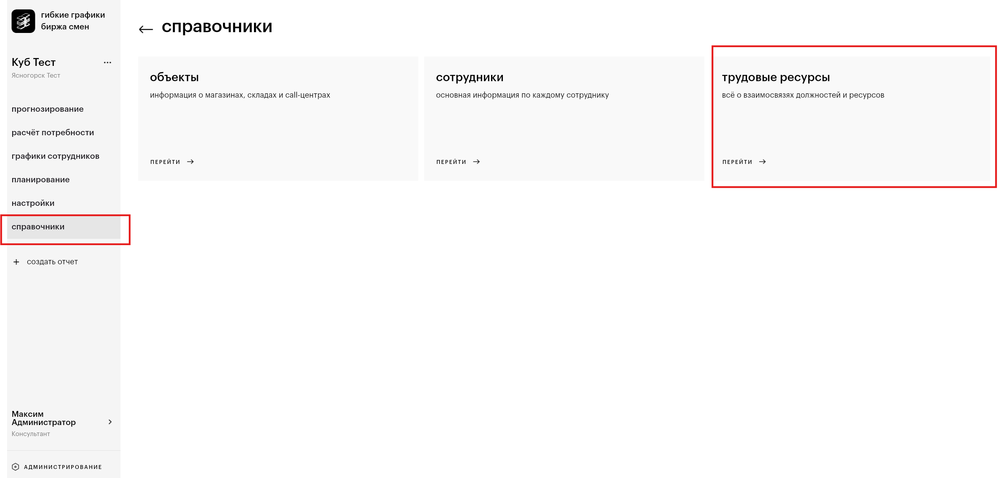 гибкие графики
биржа смен
Куб Тест
Ясногорск Тест
прогнозирование
расчёт потребности
графики сотрудников
планирование
настройки
справочники
создать отчет
Максим
Администратор
Консультант
АДМИНИСТРИРОВАНИЕ
справочники
объекты
информация о магазинах, складах и call-центрах
ПЕРЕЙТИ
сотрудники
основная информация по каждому сотруднику
ПЕРЕЙТИ
трудовые ресурсы
всё о взаимосвязях должностей и ресурсов
ПЕРЕЙТИ